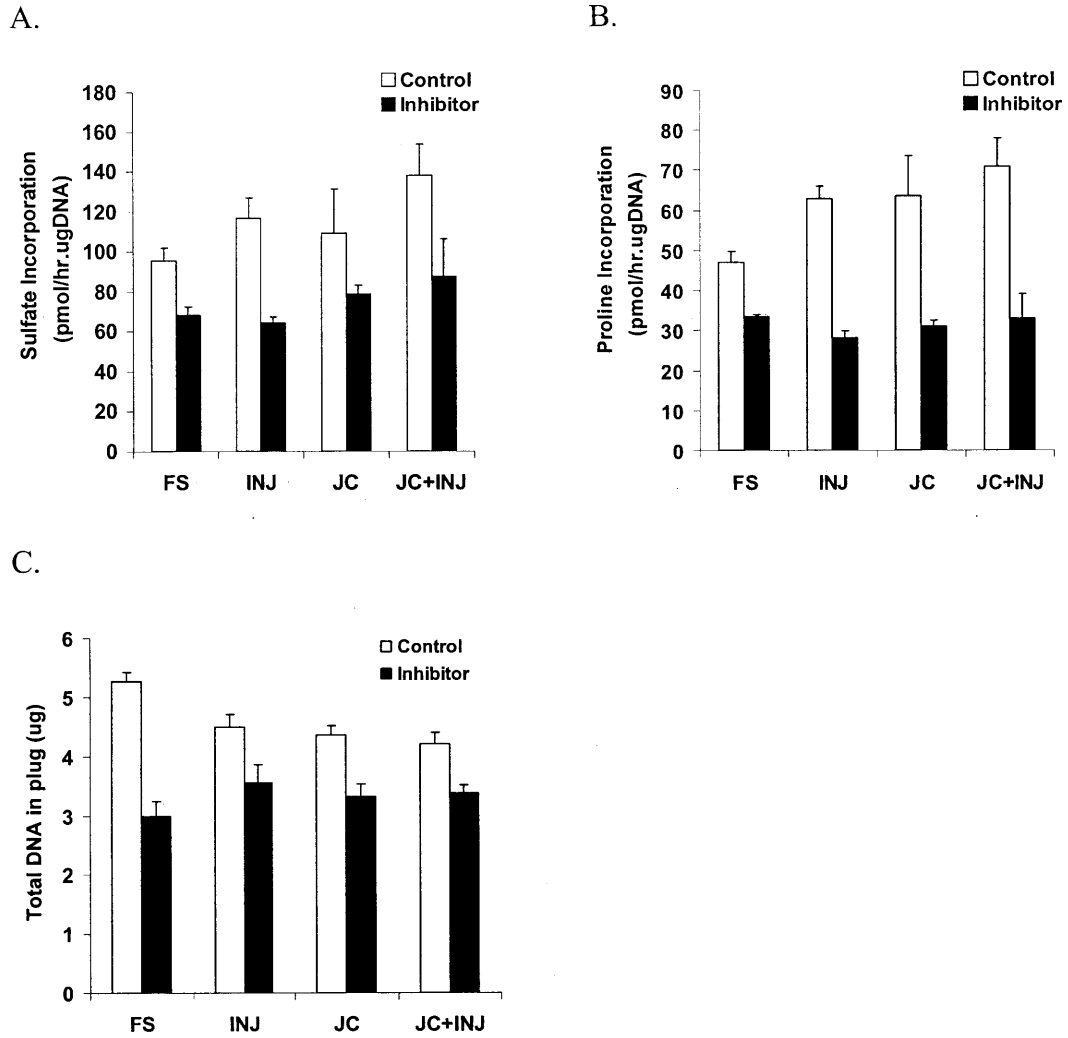 A.
Control
Inhibitor
Sulfate Incorporation
(pmol/hr.ugDNA)
180
160
140
120
100
80
60
40
20
0
FS INJ JC JC+INJ
B.
Control
Inhibitor
Proline Incorporation
(pmol/hr.ugDNA)
90
80
70
60
50
40
30
20
10
0
FS INJ JC JC+INJ
C.
Control
Inhibitor
Total DNA in plug (ug)
6
5
4
3
2
1
0
FS INJ JC JC+INJ